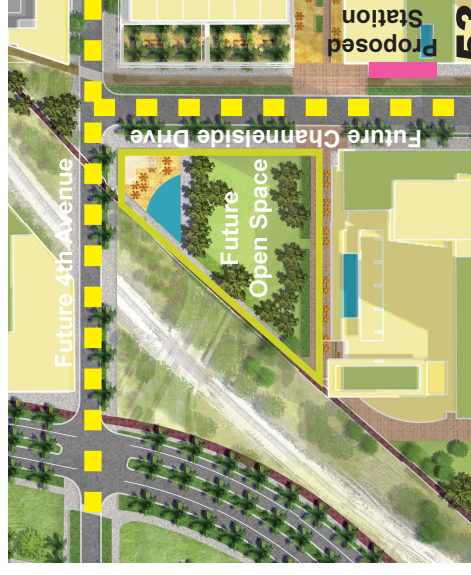 Proposed
Station
53
Future Channelside Drive
Future 4th Avenue
Future
Open Space